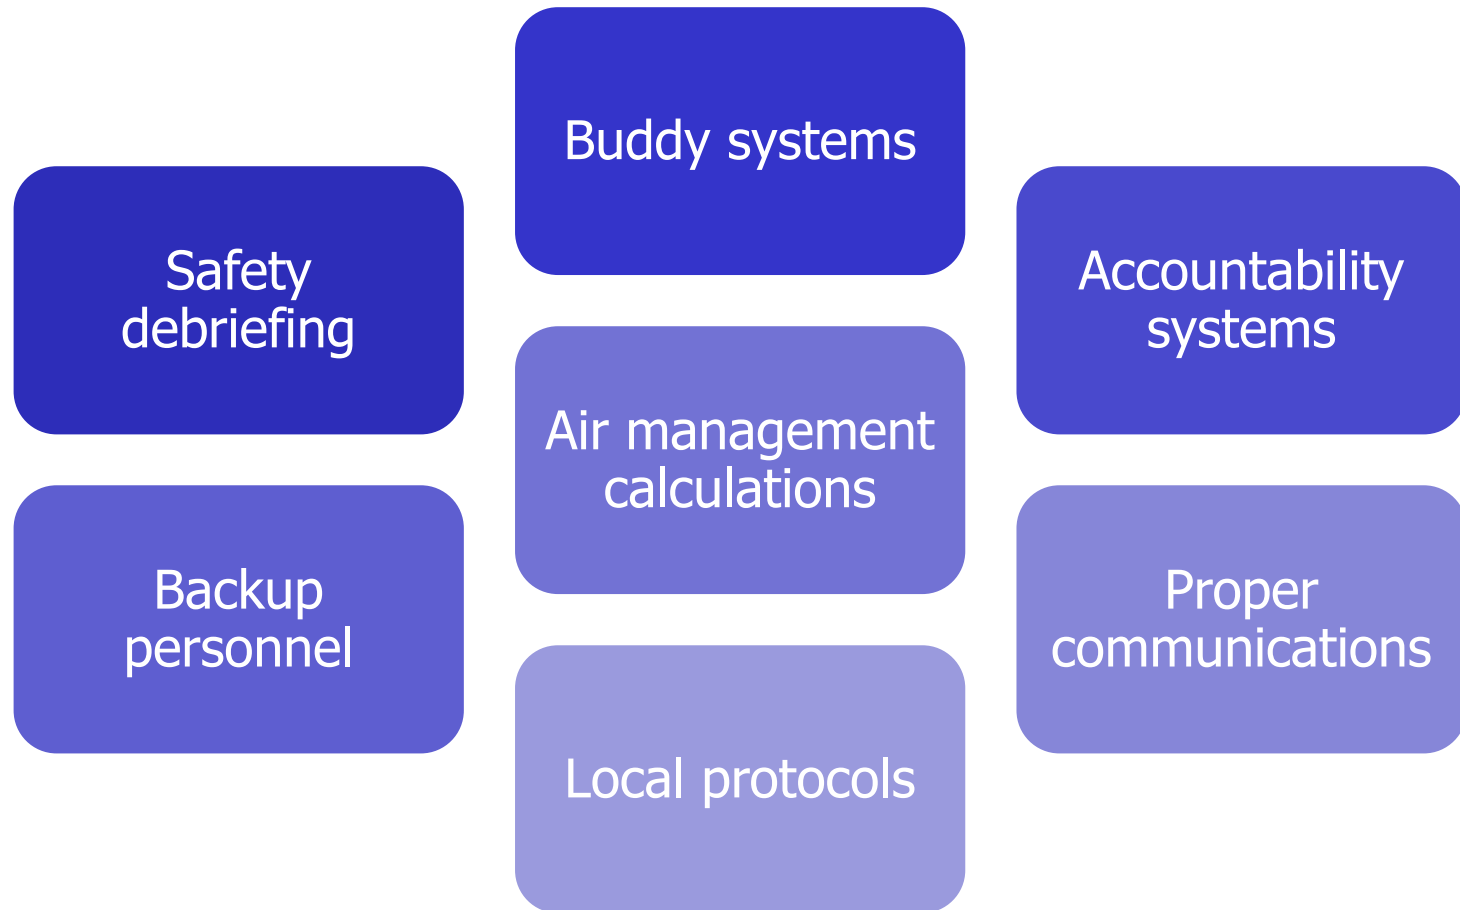 Safety
debriefing
Buddy systems
Accountability
systems
Backup
personnel
Air management
calculations
Proper
communications
Local protocols